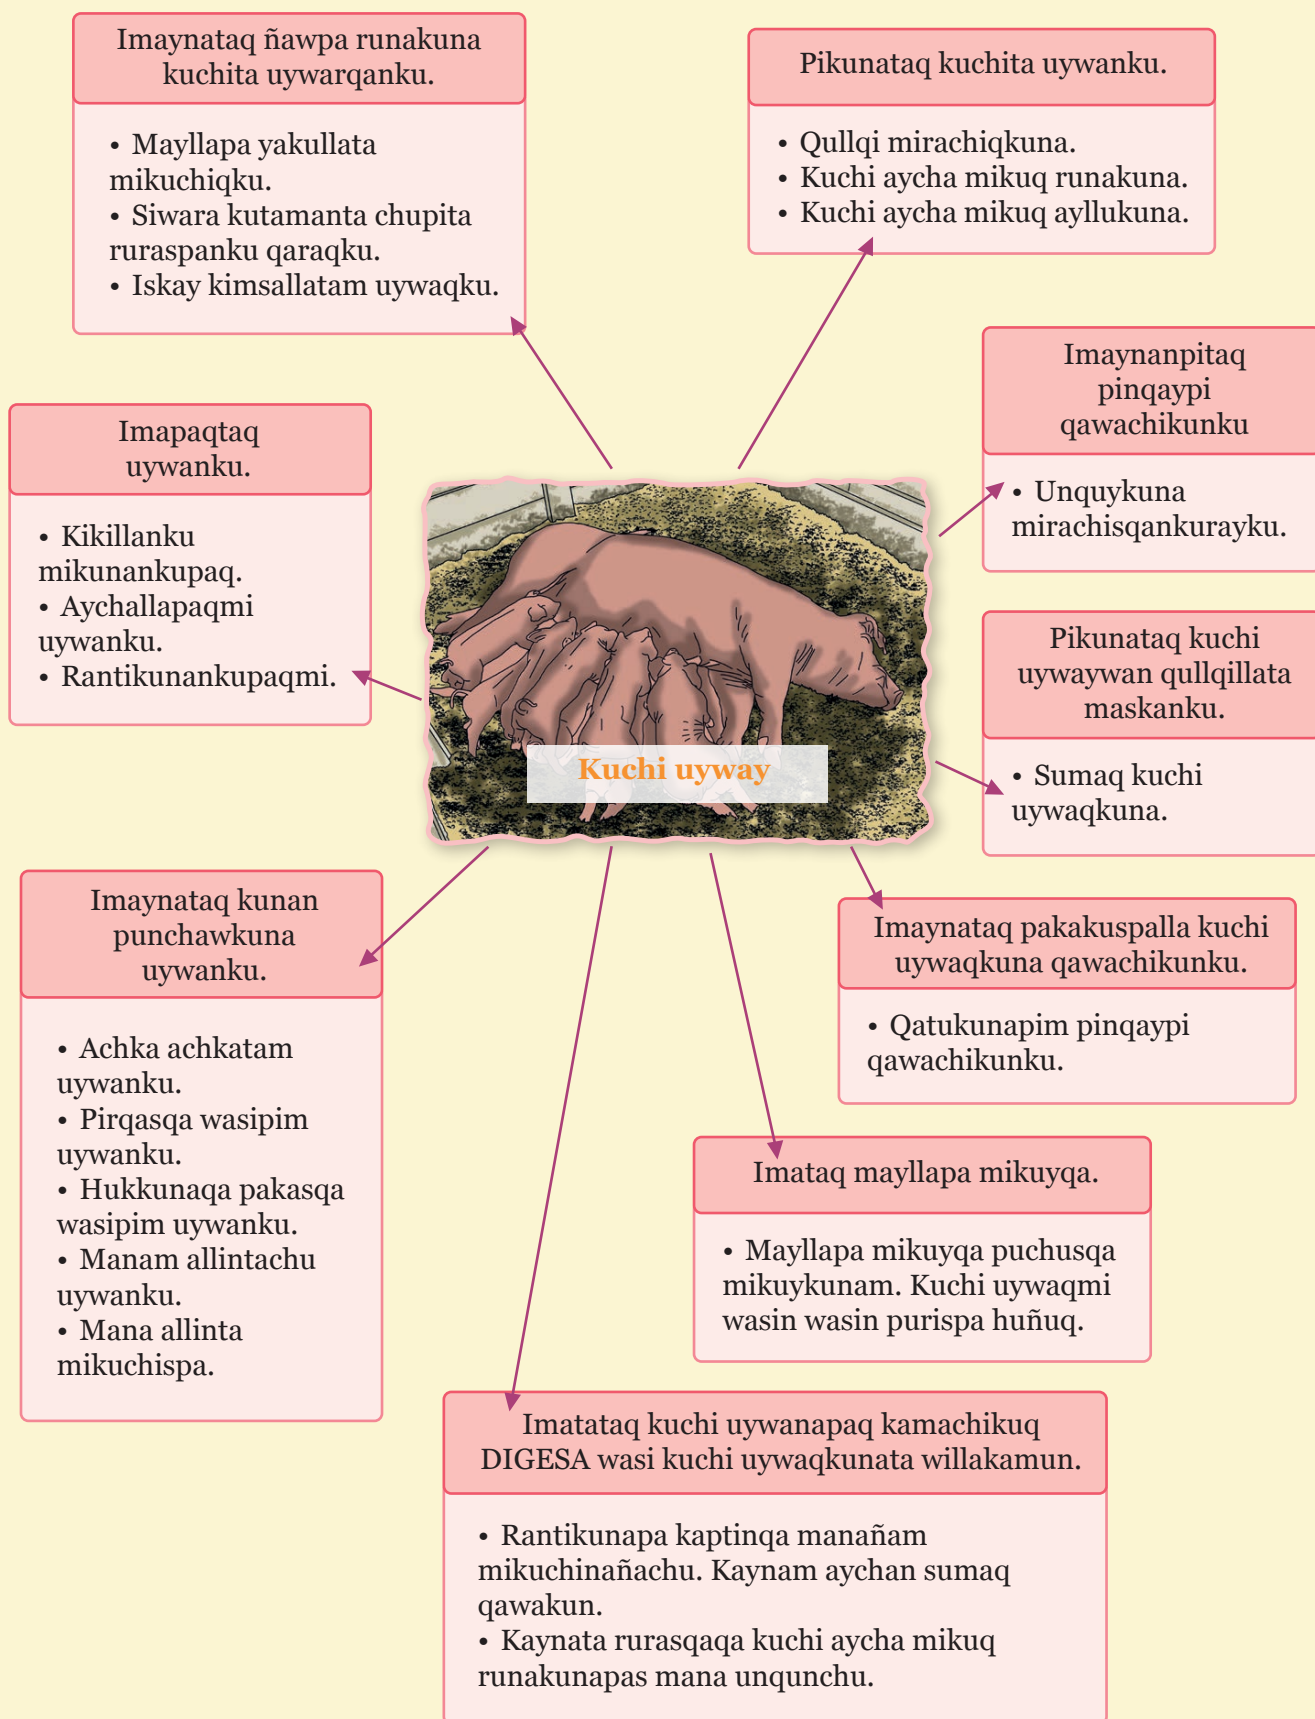 Imaynataq ñawpa runakuna
kuchita uywarqanku.
• Mayllapa yakullata
mikuchiqku.
• Siwara kutamanta chupita
ruraspanku qaraqku.
• Iskay kimsallatam uywaqku.
Pikunataq kuchita uywanku.
• Qullqi mirachiqkuna.
• Kuchi aycha mikuq runakuna.
• Kuchi aycha mikuq ayllukuna.
Imaynanpitaq
pinqaypi
qawachikunku
• Unquykuna
mirachisqankurayku.
Imapaqtaq
uywanku.
• Kikillanku
mikunankupaq.
• Aychallapaqmi
uywanku.
• Rantikunankupaqmi.
Pikunataq kuchi
uywaywan qullqillata
maskanku.
• Sumaq kuchi
uywaqkuna.
Kuchi uyway
Imaynataq kunan
punchawkuna
uywanku.
• Achka achkatam
uywanku.
• Pirqasqa wasipim
uywanku.
• Hukkunaqa pakasqa
wasipim uywanku.
• Manam allintachu
uywanku.
• Mana allinta
mikuchispa.
Imaynataq pakakuspalla kuchi
uywaqkuna qawachikunku.
• Qatukunapim pinqaypi
qawachikunku.
Imataq mayllapa mikuyqa.
• Mayllapa mikuyqa puchusqa
mikuykunam. Kuchi uywaqmi
wasin wasin purispa huñuq.
Imatataq kuchi uywanapaq kamachikuq
DIGESA wasi kuchi uywaqkunata willakamun.
• Rantikunapa kaptinqa manañam
mikuchinañachu. Kaynam aychan sumaq
qawakun.
• Kaynata rurasqaqa kuchi aycha mikuq
runakunapas mana unqunchu.